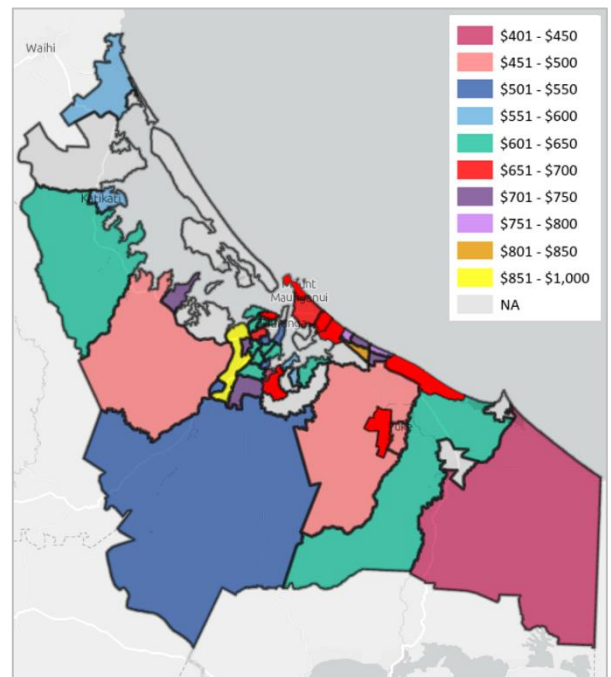 Waihi
$401 - $450
$451 - $500
$501 - $550
$551 - $600
$601 - $650
$651 - $700
$701 - $750
$751 - $800
$801 - $850
$851 - $1,000
NA
Katikati
Mount
Maunganui